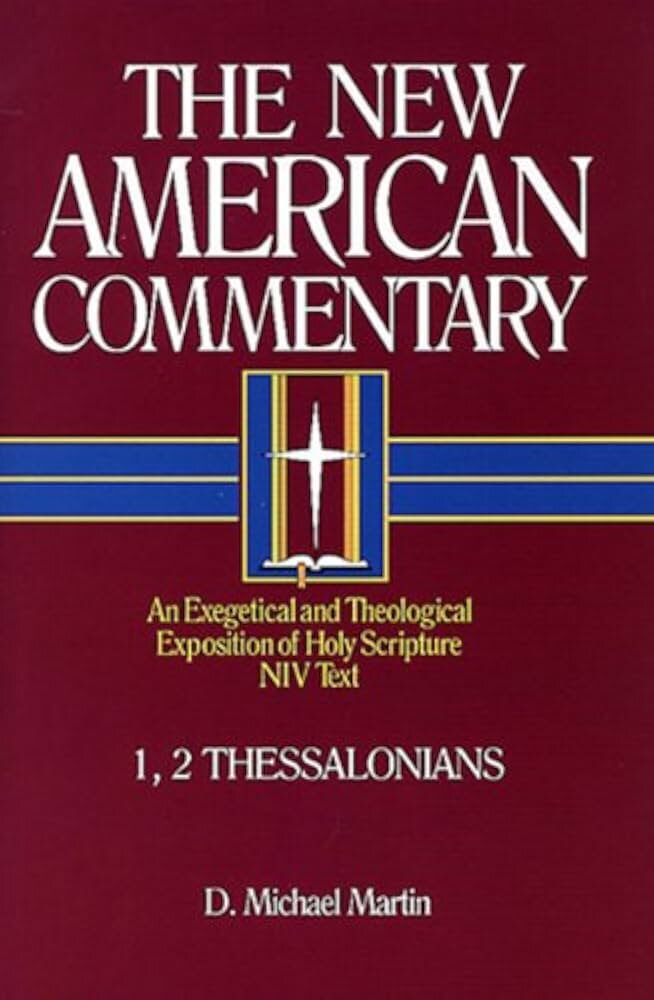 THE NEW
AMERICAN
COMMENTARY
An Exegetical and Theological
Exposition of Holy Scripture
NIV Text
1, 2 THESSALONIANS
D. Michael Martin